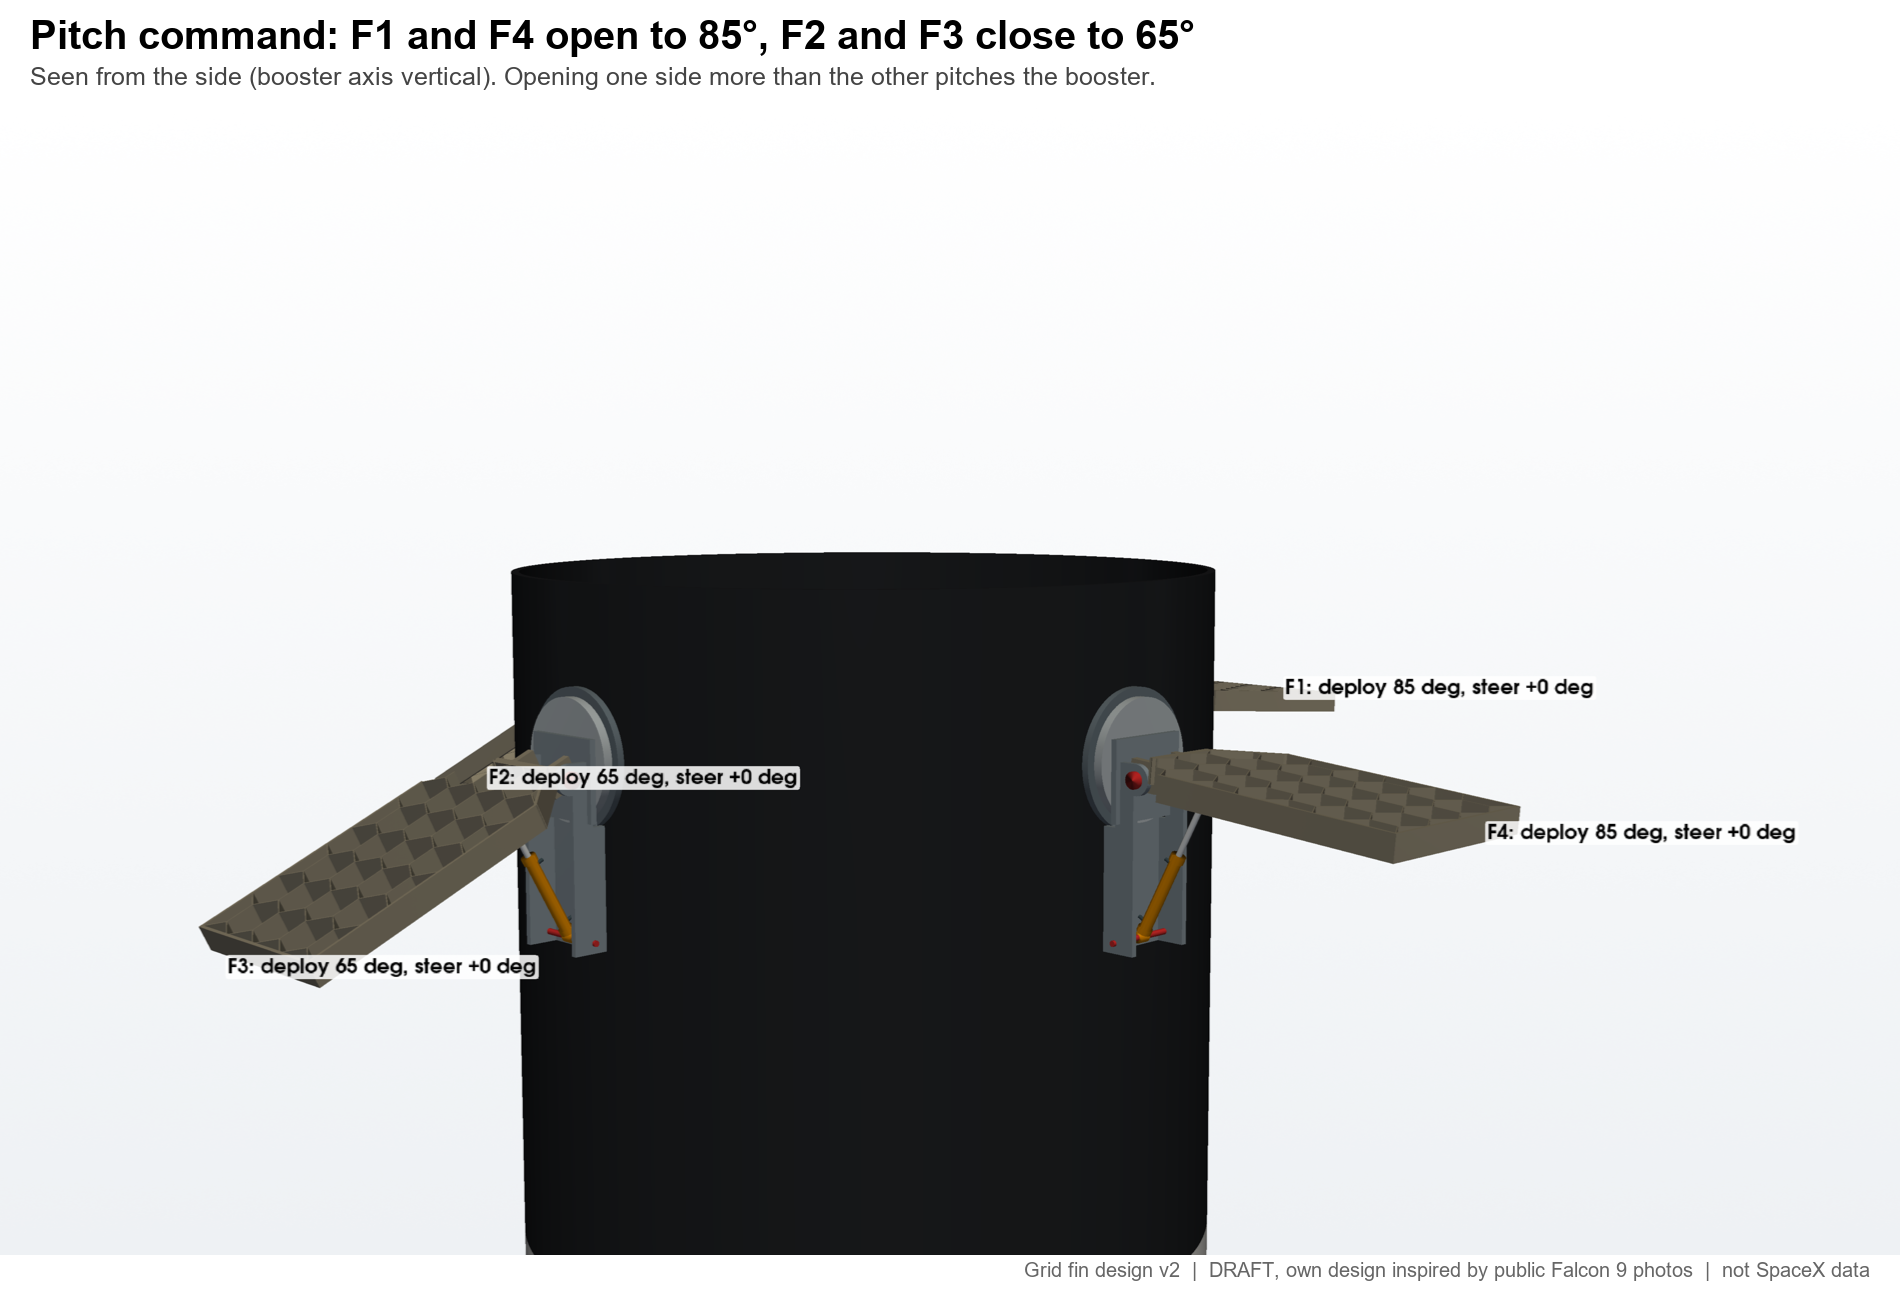 Pitch command: F1 and F4 open to 85°, F2 and F3 close to 65°
Seen from the side (booster axis vertical). Opening one side more than the other pitches the booster.
F1: deploy 85 deg, steer +0 deg
F2: deploy 65 deg, steer +0 deg
F4: deploy 85 deg, steer +0 deg
F3: deploy 65 deg, steer +0 deg
Grid fin design v2 | DRAFT, own design inspired by public Falcon 9 photos | not SpaceX data